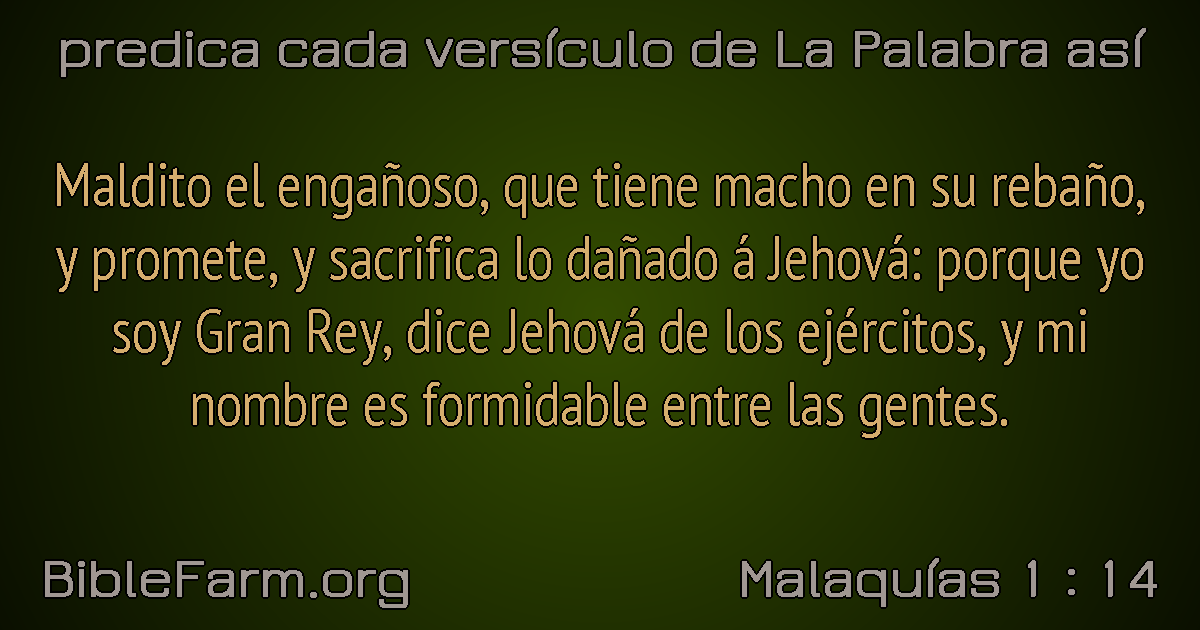 predica cada versículo de La Palabra así
Maldito el engañoso, que tiene macho en su rebaño,
y promete, y sacrifica lo dañado á Jehová: porque yo
soy Gran Rey, dice Jehová de los ejércitos, y mi
nombre es formidable entre las gentes.
BibleFarm.org
Malaquías 1 : 14